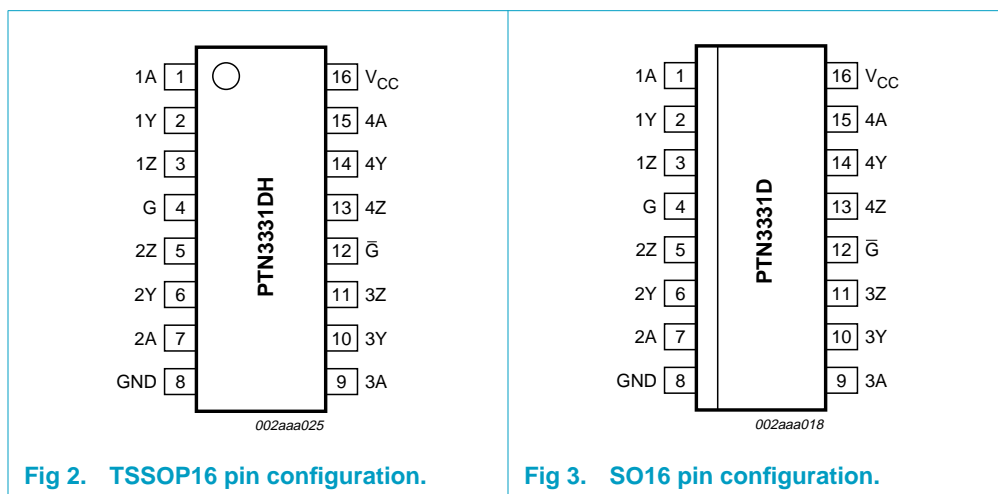 1A 1 16 VCC
1Y 2 15 4A
1Z 3 14 4Y
G 4 13 4Z
2Z 5 12 G̅
2Y 6 11 3Z
2A 7 10 3Y
GND 8 9 3A
PTN3331DH
002aaa025
Fig 2. TSSOP16 pin configuration.
1A 1 16 VCC
1Y 2 15 4A
1Z 3 14 4Y
G 4 13 4Z
2Z 5 12 G̅
2Y 6 11 3Z
2A 7 10 3Y
GND 8 9 3A
PTN3331D
002aaa018
Fig 3. SO16 pin configuration.